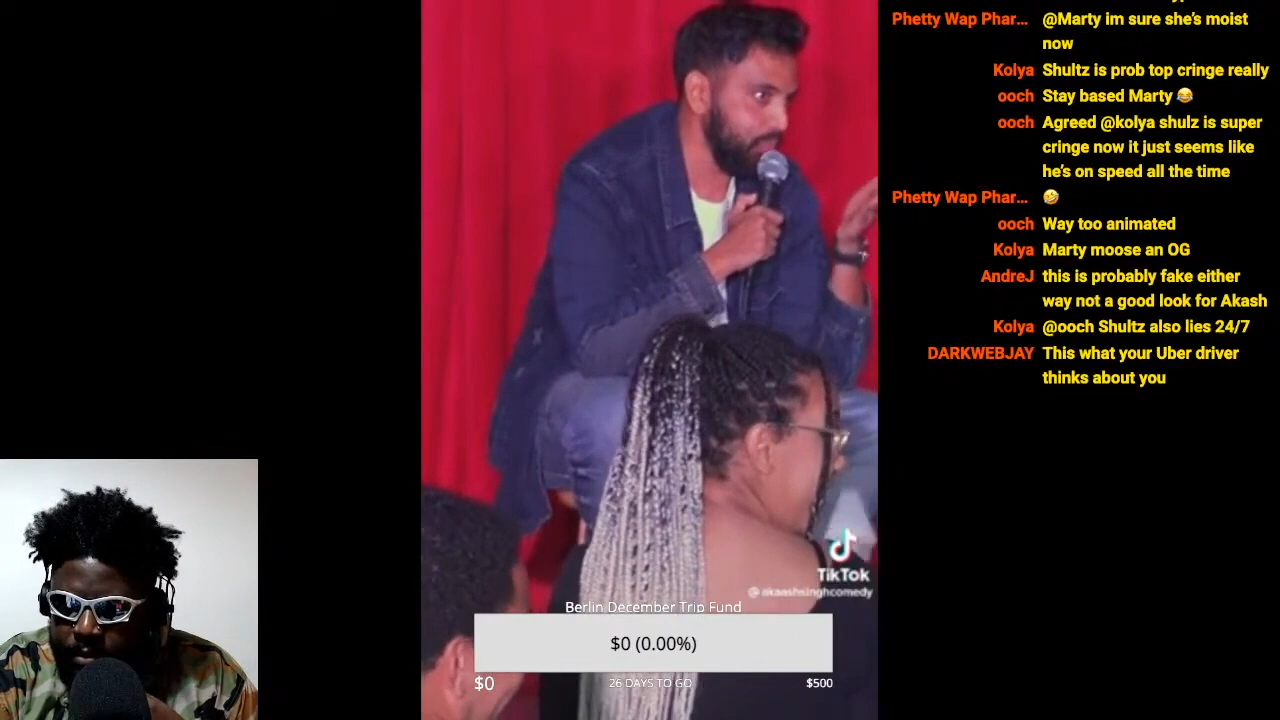 Phetty Wap Phar... @Marty im sure she's moist
now
Kolya Shultz is prob top cringe really
ooch Stay based Marty 😂
ooch Agreed @kolya shulz is super
cringe now it just seems like
he's on speed all the time
Phetty Wap Phar... 🤣
ooch Way too animated
Kolya Marty moose an OG
AndreJ this is probably fake either
way not a good look for Akash
Kolya @ooch Shultz also lies 24/7
DARKWEBJAY This what your Uber driver
thinks about you
TikTok
@akaashsinghcomedy
Berlin December Trip Fund
$0 (0.00%)
$0 26 DAYS TO GO $500